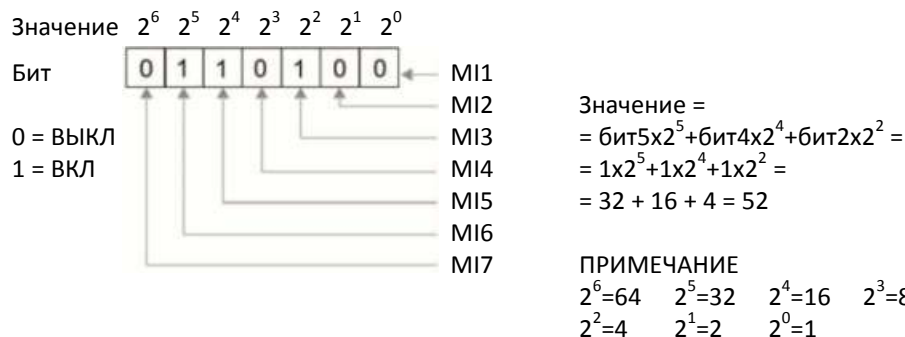 Значение 2^6 2^5 2^4 2^3 2^2 2^1 2^0
Бит 0 1 1 0 1 0 0 MI1
MI2 Значение =
0 = ВЫКЛ MI3 = бит5x2^5+бит4x2^4+бит2x2^2 =
1 = ВКЛ MI4 = 1x2^5+1x2^4+1x2^2 =
MI5 = 32 + 16 + 4 = 52
MI6
MI7 ПРИМЕЧАНИЕ
2^6=64 2^5=32 2^4=16 2^3=8
2^2=4 2^1=2 2^0=1